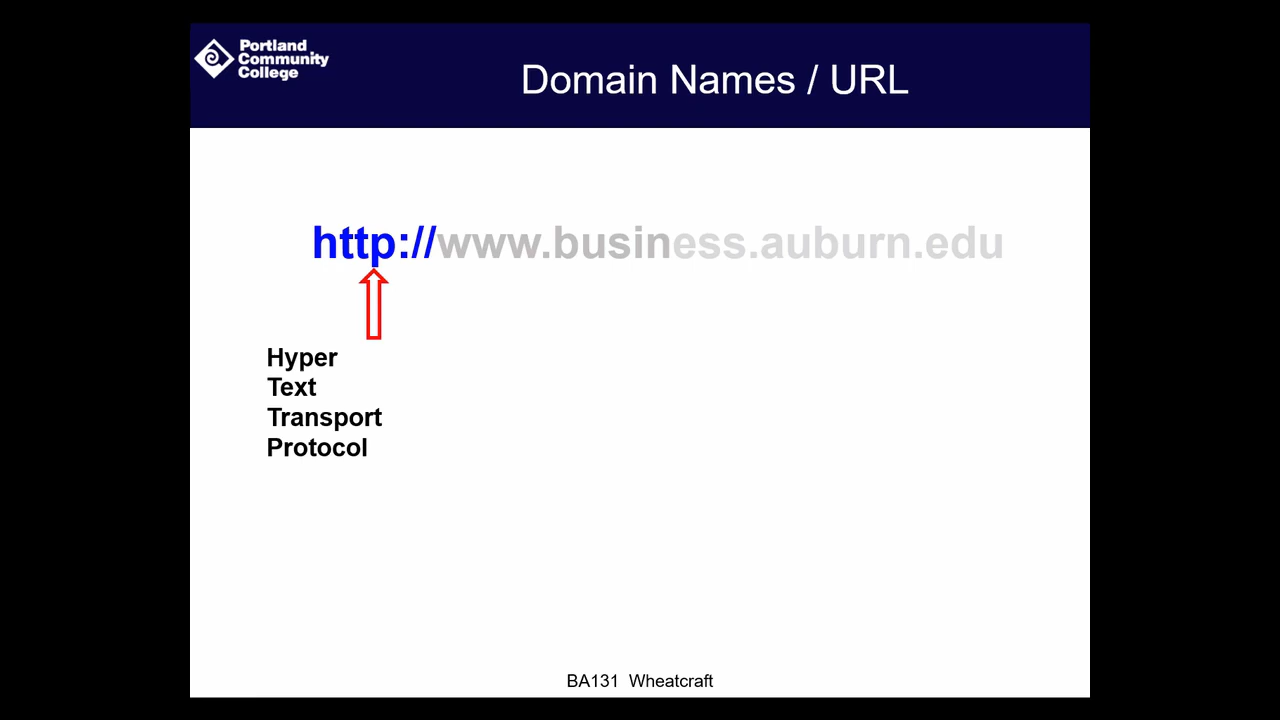 Portland
Community
College
Domain Names / URL
http://www.business.auburn.edu
Hyper
Text
Transport
Protocol
BA131 Wheatcraft